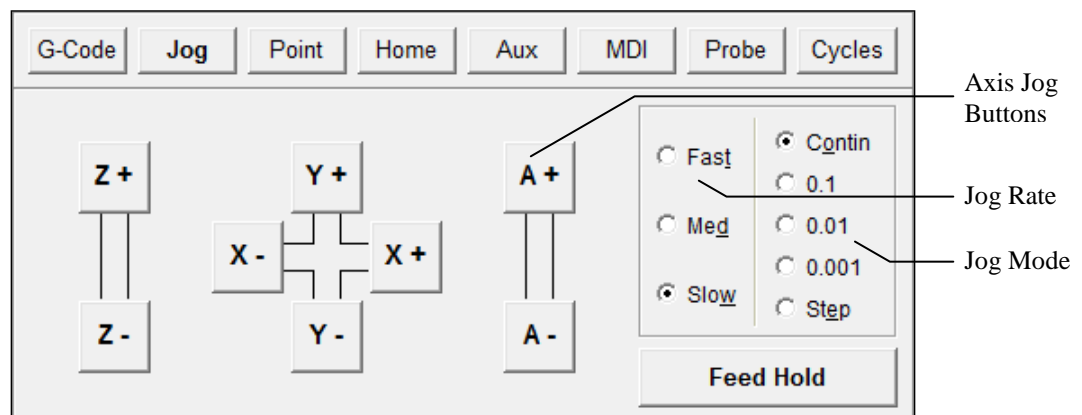 G-Code Jog Point Home Aux MDI Probe Cycles
Axis Jog
Buttons
Z + Y + A +
X - X +
Z - Y - A -
Fast
Med
Slow
Contin
0.1
0.01
0.001
Step
Jog Rate
Jog Mode
Feed Hold